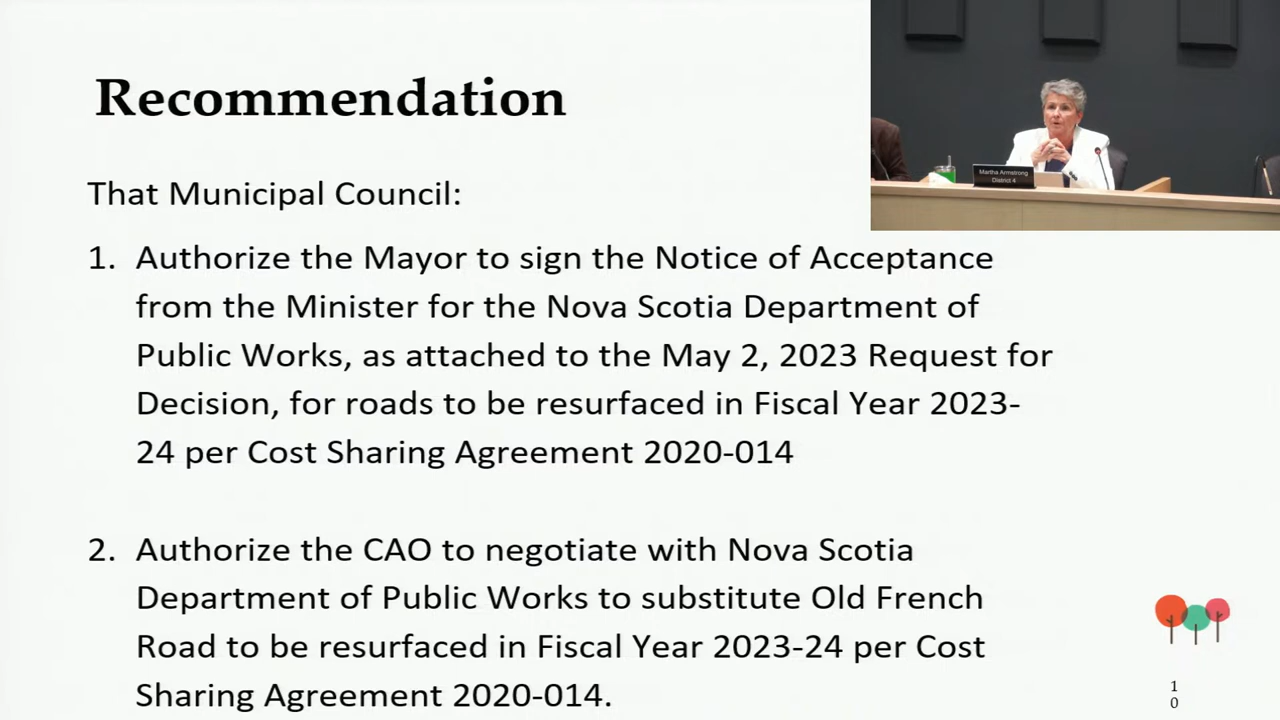 Recommendation
Martha Armstrong
District 4
That Municipal Council:
1. Authorize the Mayor to sign the Notice of Acceptance
from the Minister for the Nova Scotia Department of
Public Works, as attached to the May 2, 2023 Request for
Decision, for roads to be resurfaced in Fiscal Year 2023-
24 per Cost Sharing Agreement 2020-014
2. Authorize the CAO to negotiate with Nova Scotia
Department of Public Works to substitute Old French
Road to be resurfaced in Fiscal Year 2023-24 per Cost
Sharing Agreement 2020-014.
1
0